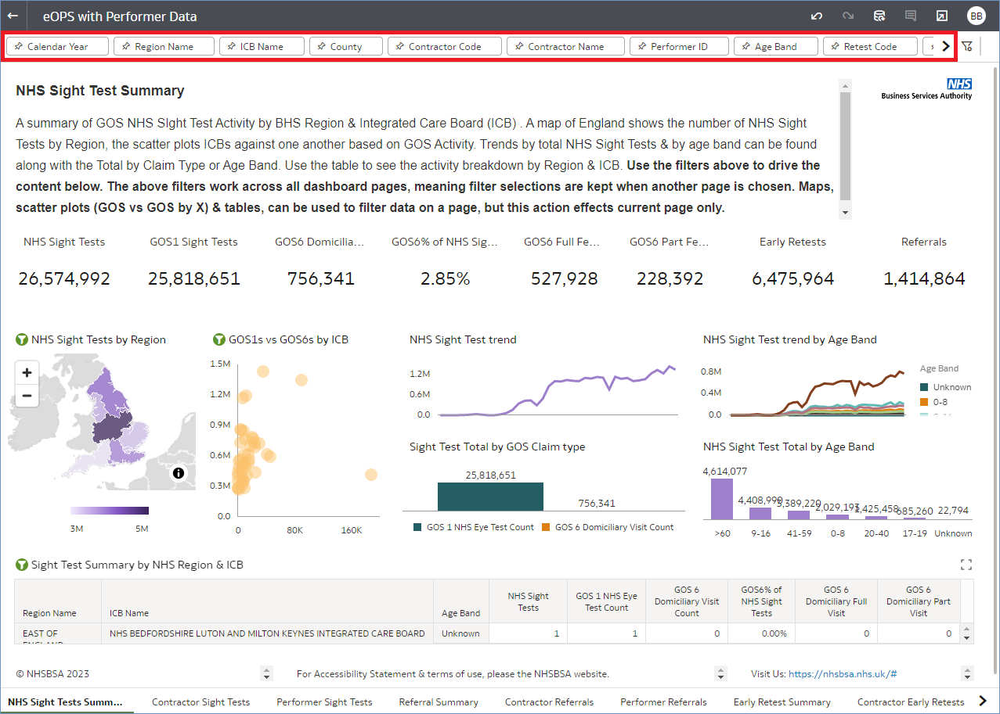 eOPS with Performer Data
BB
Calendar Year
Region Name
ICB Name
County
Contractor Code
Contractor Name
Performer ID
Age Band
Retest Code
NHS Sight Test Summary
NHS
Business Services Authority
A summary of GOS NHS SIght Test Activity by BHS Region & Integrated Care Board (ICB) . A map of England shows the number of NHS Sight
Tests by Region, the scatter plots ICBs against one another based on GOS Activity. Trends by total NHS Sight Tests & by age band can be found
along with the Total by Claim Type or Age Band. Use the table to see the activity breakdown by Region & ICB. Use the filters above to drive the
content below. The above filters work across all dashboard pages, meaning filter selections are kept when another page is chosen. Maps,
scatter plots (GOS vs GOS by X) & tables, can be used to filter data on a page, but this action effects current page only.
NHS Sight Tests
GOS1 Sight Tests
GOS6 Domicilia...
GOS6% of NHS Sig...
GOS6 Full Fe...
GOS6 Part Fe...
Early Retests
Referrals
26,574,992
25,818,651
756,341
2.85%
527,928
228,392
6,475,964
1,414,864
NHS Sight Tests by Region
+
−
3M
5M
GOS1s vs GOS6s by ICB
1.5M
1.2M
0.9M
0.6M
0.3M
0.0
0
80K
160K
NHS Sight Test trend
1.2M
0.6M
0.0
NHS Sight Test trend by Age Band
0.8M
0.4M
0.0
Age Band
Unknown
0-8
9-16
Sight Test Total by GOS Claim type
25,818,651
756,341
GOS 1 NHS Eye Test Count
GOS 6 Domiciliary Visit Count
NHS Sight Test Total by Age Band
4,614,077
4,408,990
3,389,220
2,029,193
1,425,458
685,260
22,794
>60
9-16
41-59
0-8
20-40
17-19
Unknown
Sight Test Summary by NHS Region & ICB
Region Name
ICB Name
Age Band
NHS Sight
Tests
GOS 1 NHS Eye
Test Count
GOS 6
Domiciliary Visit
Count
GOS6% of
NHS Sight
Tests
GOS 6
Domiciliary Full
Visit
GOS 6
Domiciliary Part
Visit
EAST OF
ENGLAND
NHS BEDFORDSHIRE LUTON AND MILTON KEYNES INTEGRATED CARE BOARD
Unknown
1
1
0
0.00%
0
0
© NHSBSA 2023
For Accessibility Statement & terms of use, please the NHSBSA website.
Visit Us: https://nhsbsa.nhs.uk/#
NHS Sight Tests Summ...
Contractor Sight Tests
Performer Sight Tests
Referral Summary
Contractor Referrals
Performer Referrals
Early Retest Summary
Contractor Early Retests